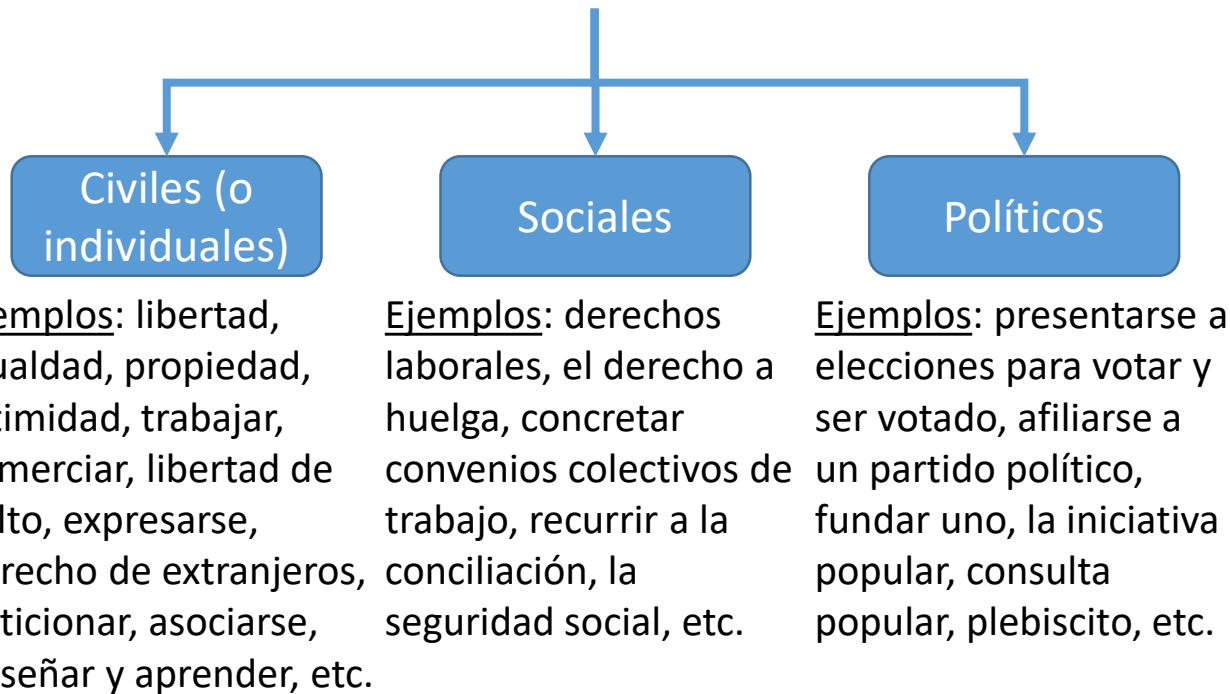 Civiles (o
individuales)
emplos: libertad,
ualdad, propiedad,
timidad, trabajar,
merciar, libertad de
lto, expresarse,
recho de extranjeros,
ticionar, asociarse,
señar y aprender, etc.
Sociales
Ejemplos: derechos
laborales, el derecho a
huelga, concretar
convenios colectivos de
trabajo, recurrir a la
conciliación, la
seguridad social, etc.
Políticos
Ejemplos: presentarse a
elecciones para votar y
ser votado, afiliarse a
un partido político,
fundar uno, la iniciativa
popular, consulta
popular, plebiscito, etc.